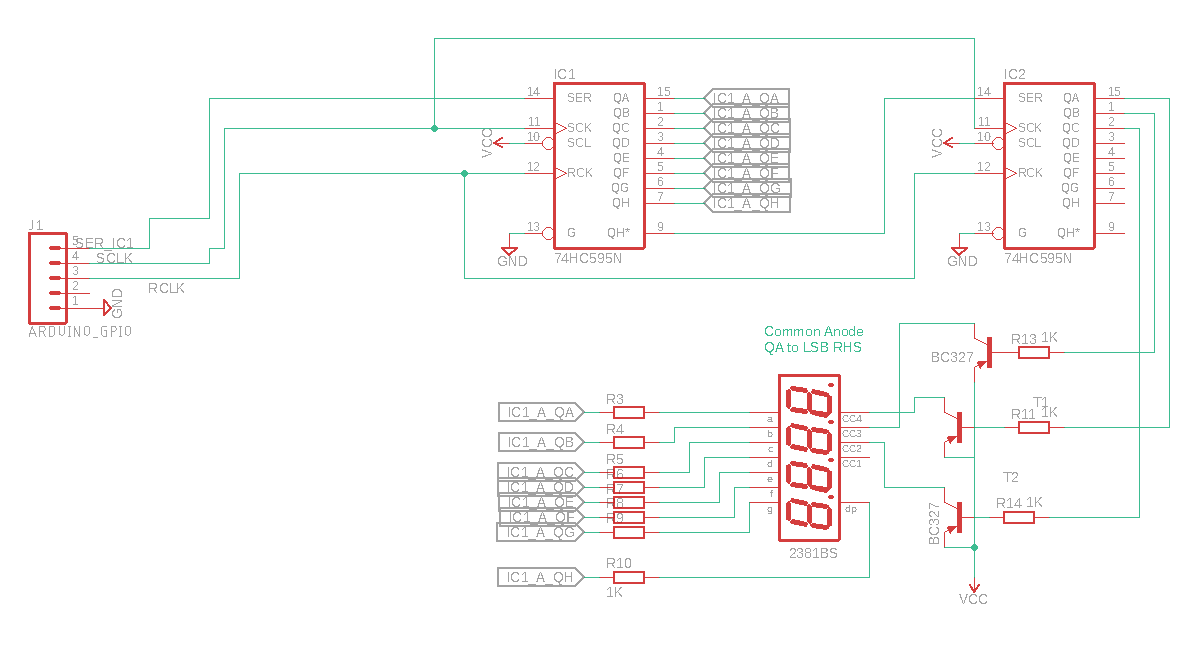 IC1
14 SER QA 15
11 SCK QB 1
10 SCL QC 2
QD 3
QE 4
12 RCK QF 5
QG 6
QH 7
13 G QH* 9
74HC595N
VCC
GND
IC1_A_QA
IC1_A_QB
IC1_A_QC
IC1_A_QD
IC1_A_QE
IC1_A_QF
IC1_A_QG
IC1_A_QH
IC2
14 SER QA 15
11 SCK QB 1
10 SCL QC 2
QD 3
QE 4
12 RCK QF 5
QG 6
QH 7
13 G QH* 9
74HC595N
VCC
GND
J1
5 SER_IC1
4 SCLK
3
RCLK
2
1
GND
ARDUINO_GPIO
Common Anode
QA to LSB RHS
BC327
R13 1K
T1
R11 1K
T2
R14 1K
BC327
VCC
IC1_A_QA R3
IC1_A_QB R4
IC1_A_QC R5
IC1_A_QD R6
IC1_A_QE R7
IC1_A_QF R8
IC1_A_QG R9
IC1_A_QH R10
1K
a
b
c
d
e
f
g
CC4
CC3
CC2
CC1
dp
2381BS